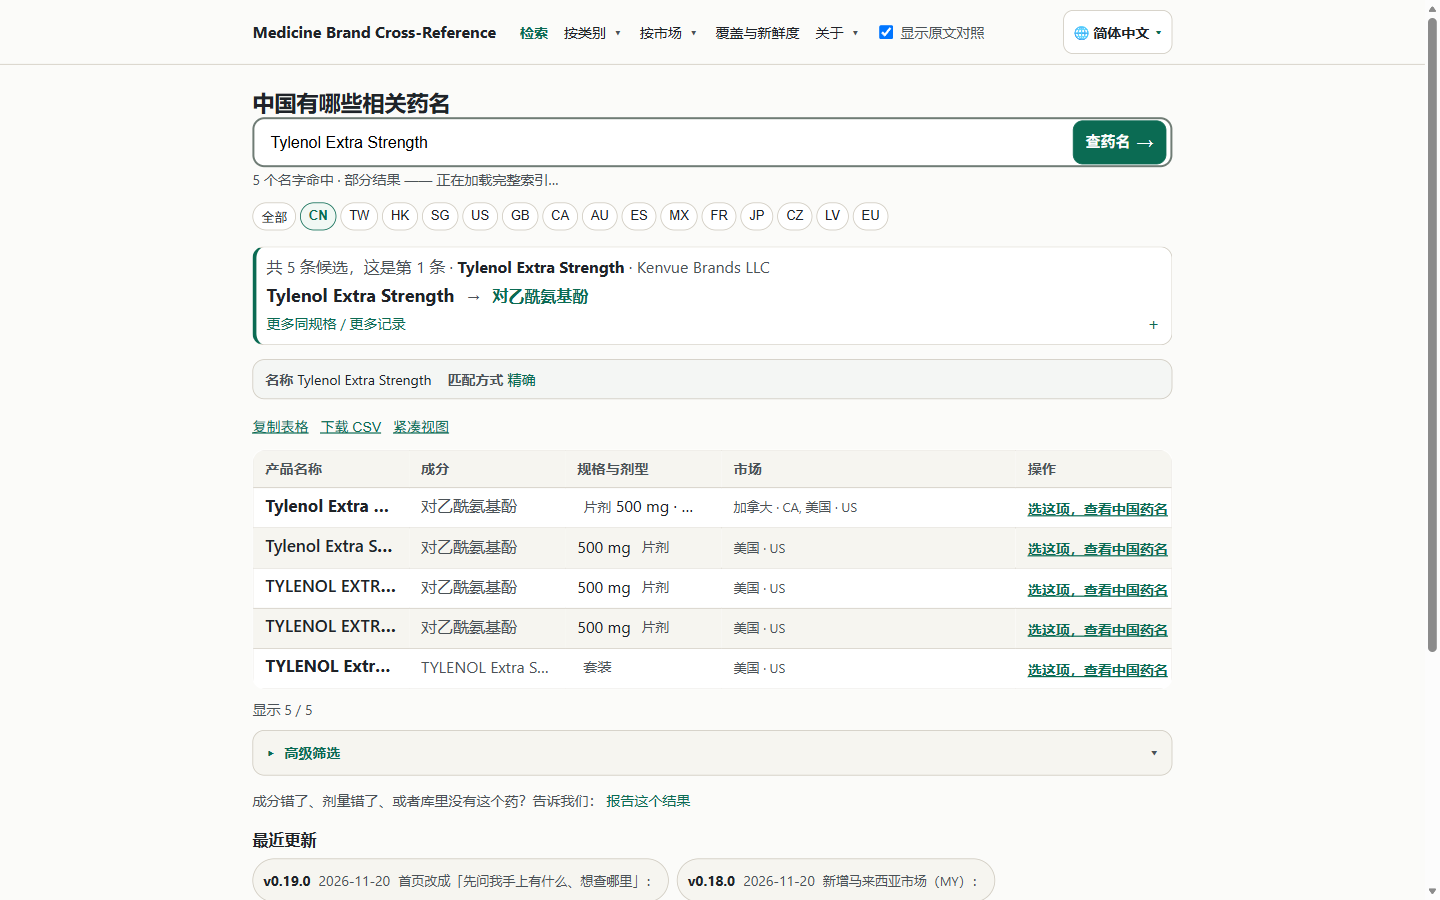 Medicine Brand Cross-Reference 检索 按类别 ▾ 按市场 ▾ 覆盖与新鲜度 关于 ▾ 显示原文对照 🌐 简体中文 ▾
中国有哪些相关药名
Tylenol Extra Strength 查药名 →
5 个名字命中 · 部分结果 —— 正在加载完整索引…
全部 CN TW HK SG US GB CA AU ES MX FR JP CZ LV EU
共 5 条候选，这是第 1 条 · Tylenol Extra Strength · Kenvue Brands LLC
Tylenol Extra Strength → 对乙酰氨基酚
更多同规格 / 更多记录 +
名称 Tylenol Extra Strength 匹配方式 精确
复制表格 下载 CSV 紧凑视图
产品名称 成分 规格与剂型 市场 操作
Tylenol Extra ... 对乙酰氨基酚 片剂 500 mg · ... 加拿大 · CA, 美国 · US 选这项，查看中国药名
Tylenol Extra S... 对乙酰氨基酚 500 mg 片剂 美国 · US 选这项，查看中国药名
TYLENOL EXTR... 对乙酰氨基酚 500 mg 片剂 美国 · US 选这项，查看中国药名
TYLENOL EXTR... 对乙酰氨基酚 500 mg 片剂 美国 · US 选这项，查看中国药名
TYLENOL Extr... TYLENOL Extra S... 套装 美国 · US 选这项，查看中国药名
显示 5 / 5
▸ 高级筛选 ▾
成分错了、剂量错了、或者库里没有这个药？告诉我们： 报告这个结果
最近更新
v0.19.0 2026-11-20 首页改成「先问我手上有什么、想查哪里」： v0.18.0 2026-11-20 新增马来西亚市场（MY）：